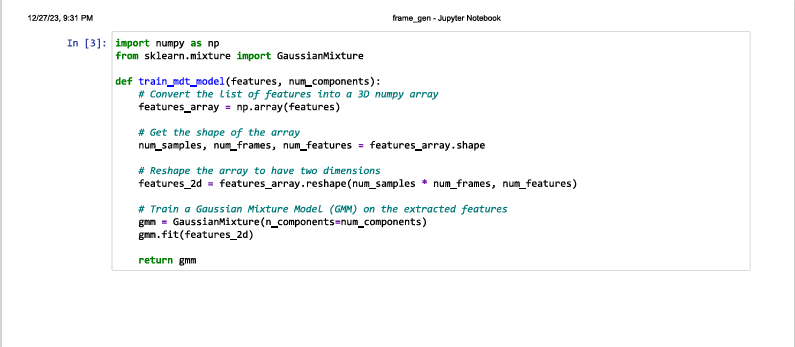 12/27/23, 9:31 PM frame_gen - Jupyter Notebook
In [3]: import numpy as np
from sklearn.mixture import GaussianMixture

def train_mdt_model(features, num_components):
    # Convert the list of features into a 3D numpy array
    features_array = np.array(features)

    # Get the shape of the array
    num_samples, num_frames, num_features = features_array.shape

    # Reshape the array to have two dimensions
    features_2d = features_array.reshape(num_samples * num_frames, num_features)

    # Train a Gaussian Mixture Model (GMM) on the extracted features
    gmm = GaussianMixture(n_components=num_components)
    gmm.fit(features_2d)

    return gmm